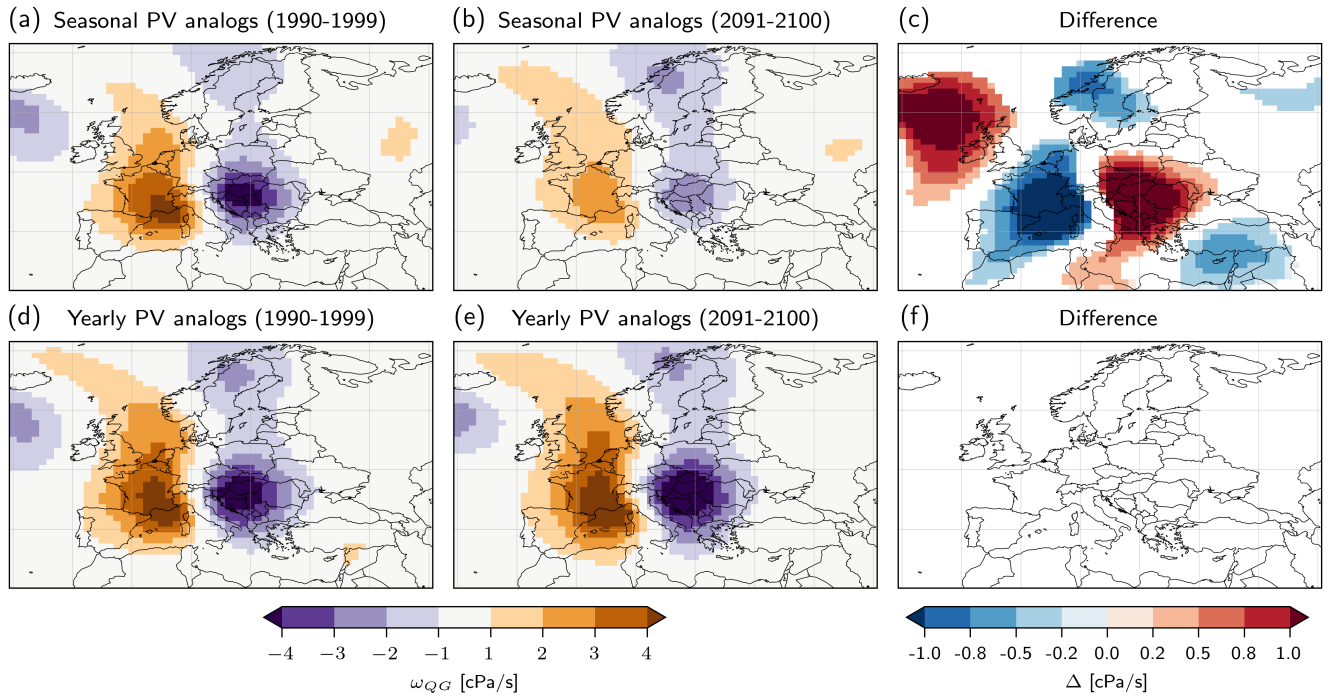 (a) Seasonal PV analogs (1990-1999)
(b) Seasonal PV analogs (2091-2100)
(c) Difference
(d) Yearly PV analogs (1990-1999)
(e) Yearly PV analogs (2091-2100)
(f) Difference
−4 −3 −2 −1 1 2 3 4
ω_QG [cPa/s]
-1.0 -0.8 -0.5 -0.2 0.0 0.2 0.5 0.8 1.0
Δ [cPa/s]